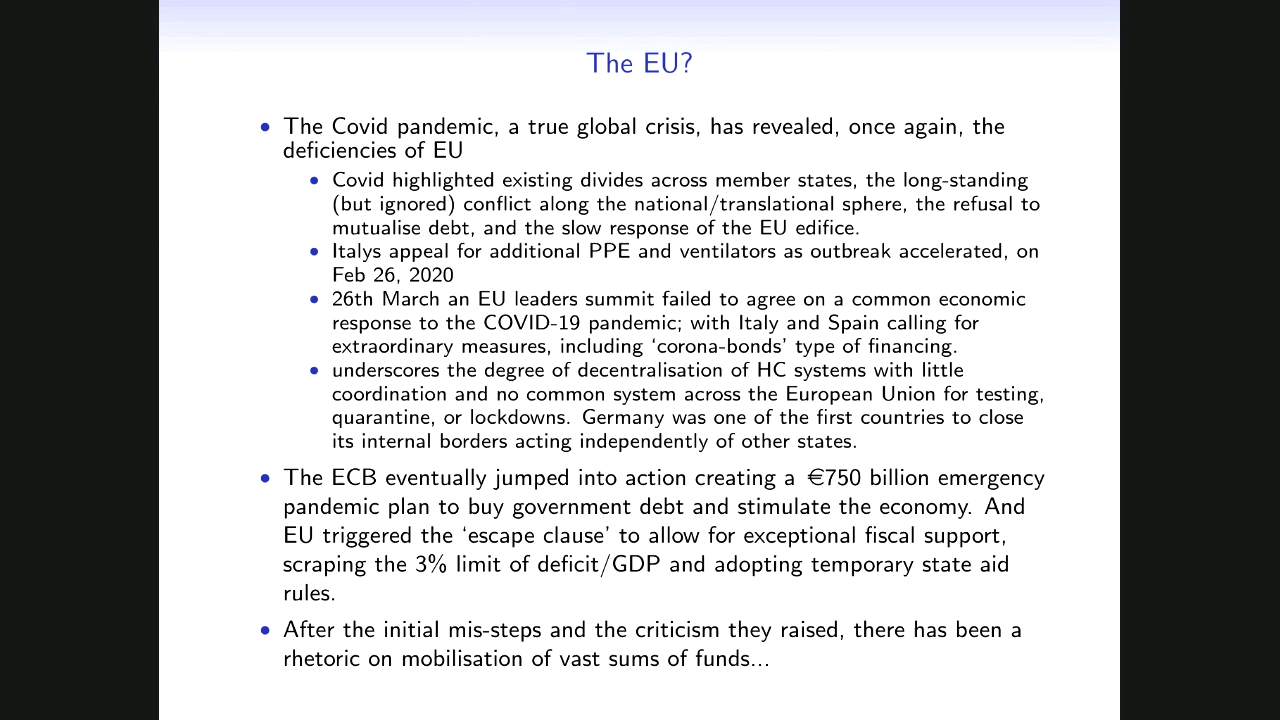 The EU?
• The Covid pandemic, a true global crisis, has revealed, once again, the
deficiencies of EU
• Covid highlighted existing divides across member states, the long-standing
(but ignored) conflict along the national/translational sphere, the refusal to
mutualise debt, and the slow response of the EU edifice.
• Italys appeal for additional PPE and ventilators as outbreak accelerated, on
Feb 26, 2020
• 26th March an EU leaders summit failed to agree on a common economic
response to the COVID-19 pandemic; with Italy and Spain calling for
extraordinary measures, including ‘corona-bonds’ type of financing.
• underscores the degree of decentralisation of HC systems with little
coordination and no common system across the European Union for testing,
quarantine, or lockdowns. Germany was one of the first countries to close
its internal borders acting independently of other states.
• The ECB eventually jumped into action creating a €750 billion emergency
pandemic plan to buy government debt and stimulate the economy. And
EU triggered the ‘escape clause’ to allow for exceptional fiscal support,
scraping the 3% limit of deficit/GDP and adopting temporary state aid
rules.
• After the initial mis-steps and the criticism they raised, there has been a
rhetoric on mobilisation of vast sums of funds...